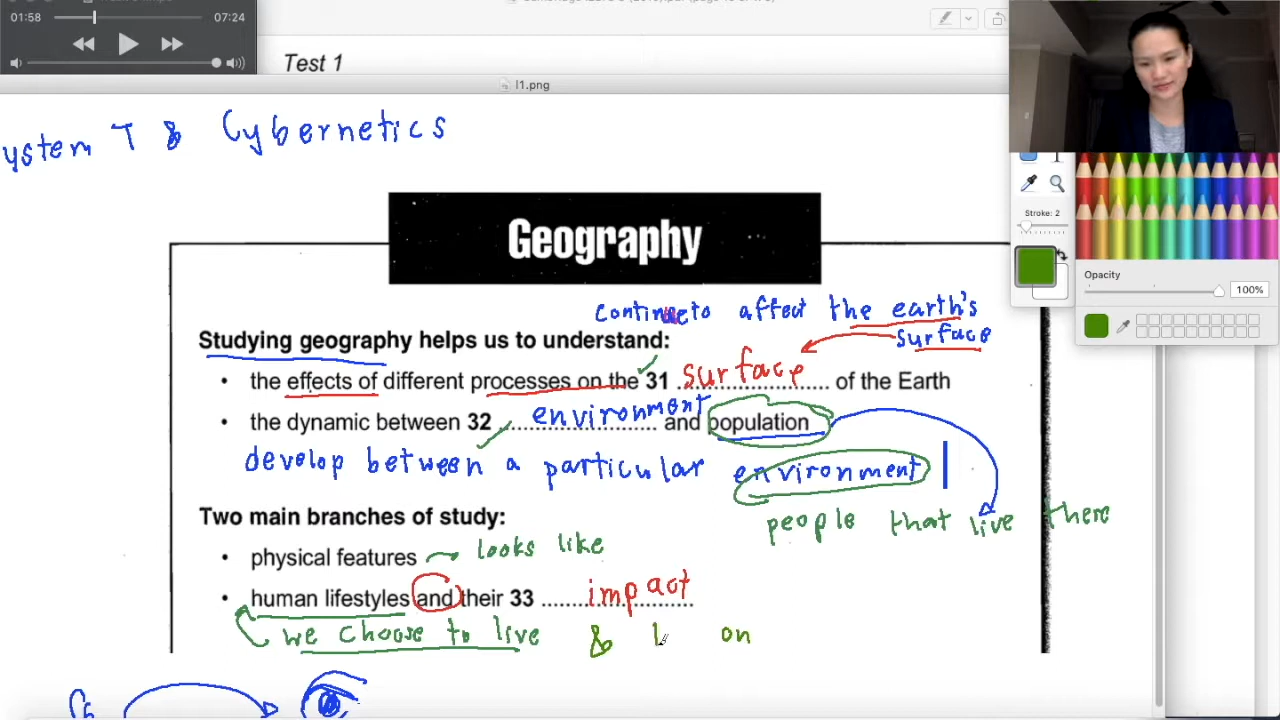 01:58 07:24
Test 1
l1.png
ystem T & Cybernetics
Stroke: 2
Geography
Opacity
100%
to affect the earth's
surface
Studying geography helps us to understand:
• the effects of different processes on the 31 surface of the Earth
• the dynamic between 32 environment and population
develop between a particular environment
people that live there
Two main branches of study:
• physical features looks like
• human lifestyles and their 33 impact
we choose to live & on